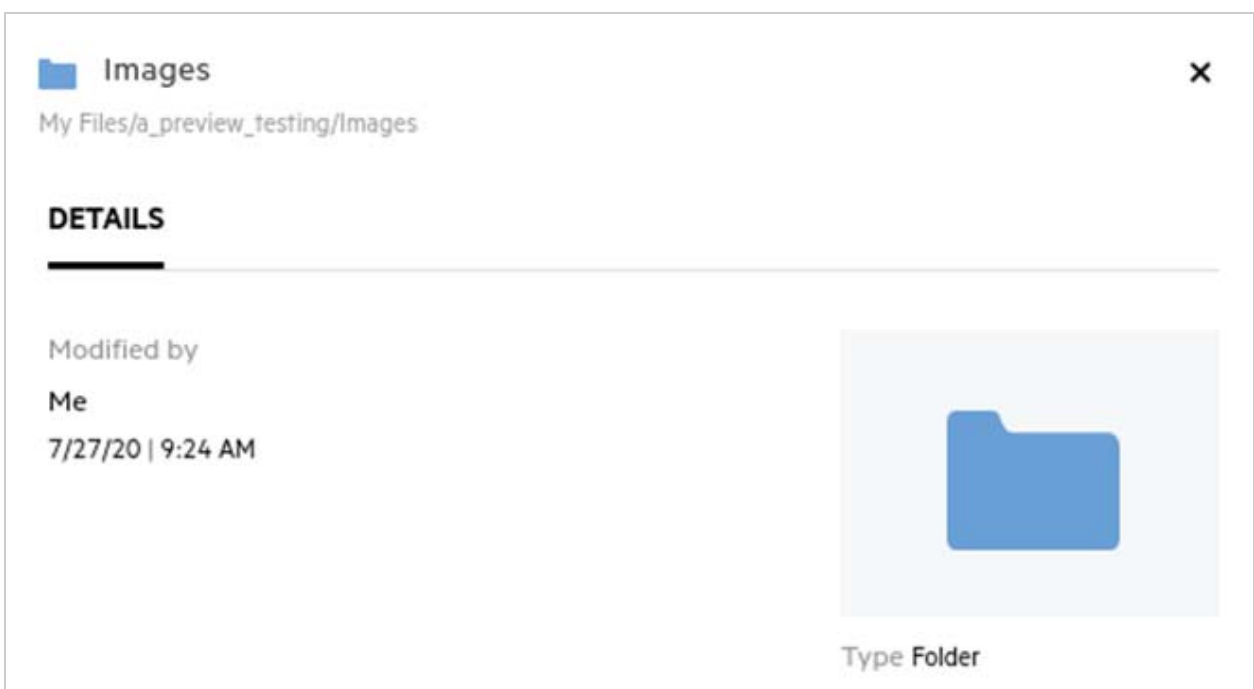 Images
My Files/a_preview_testing/Images
DETAILS
Modified by
Me
7/27/20 | 9:24 AM
Type Folder